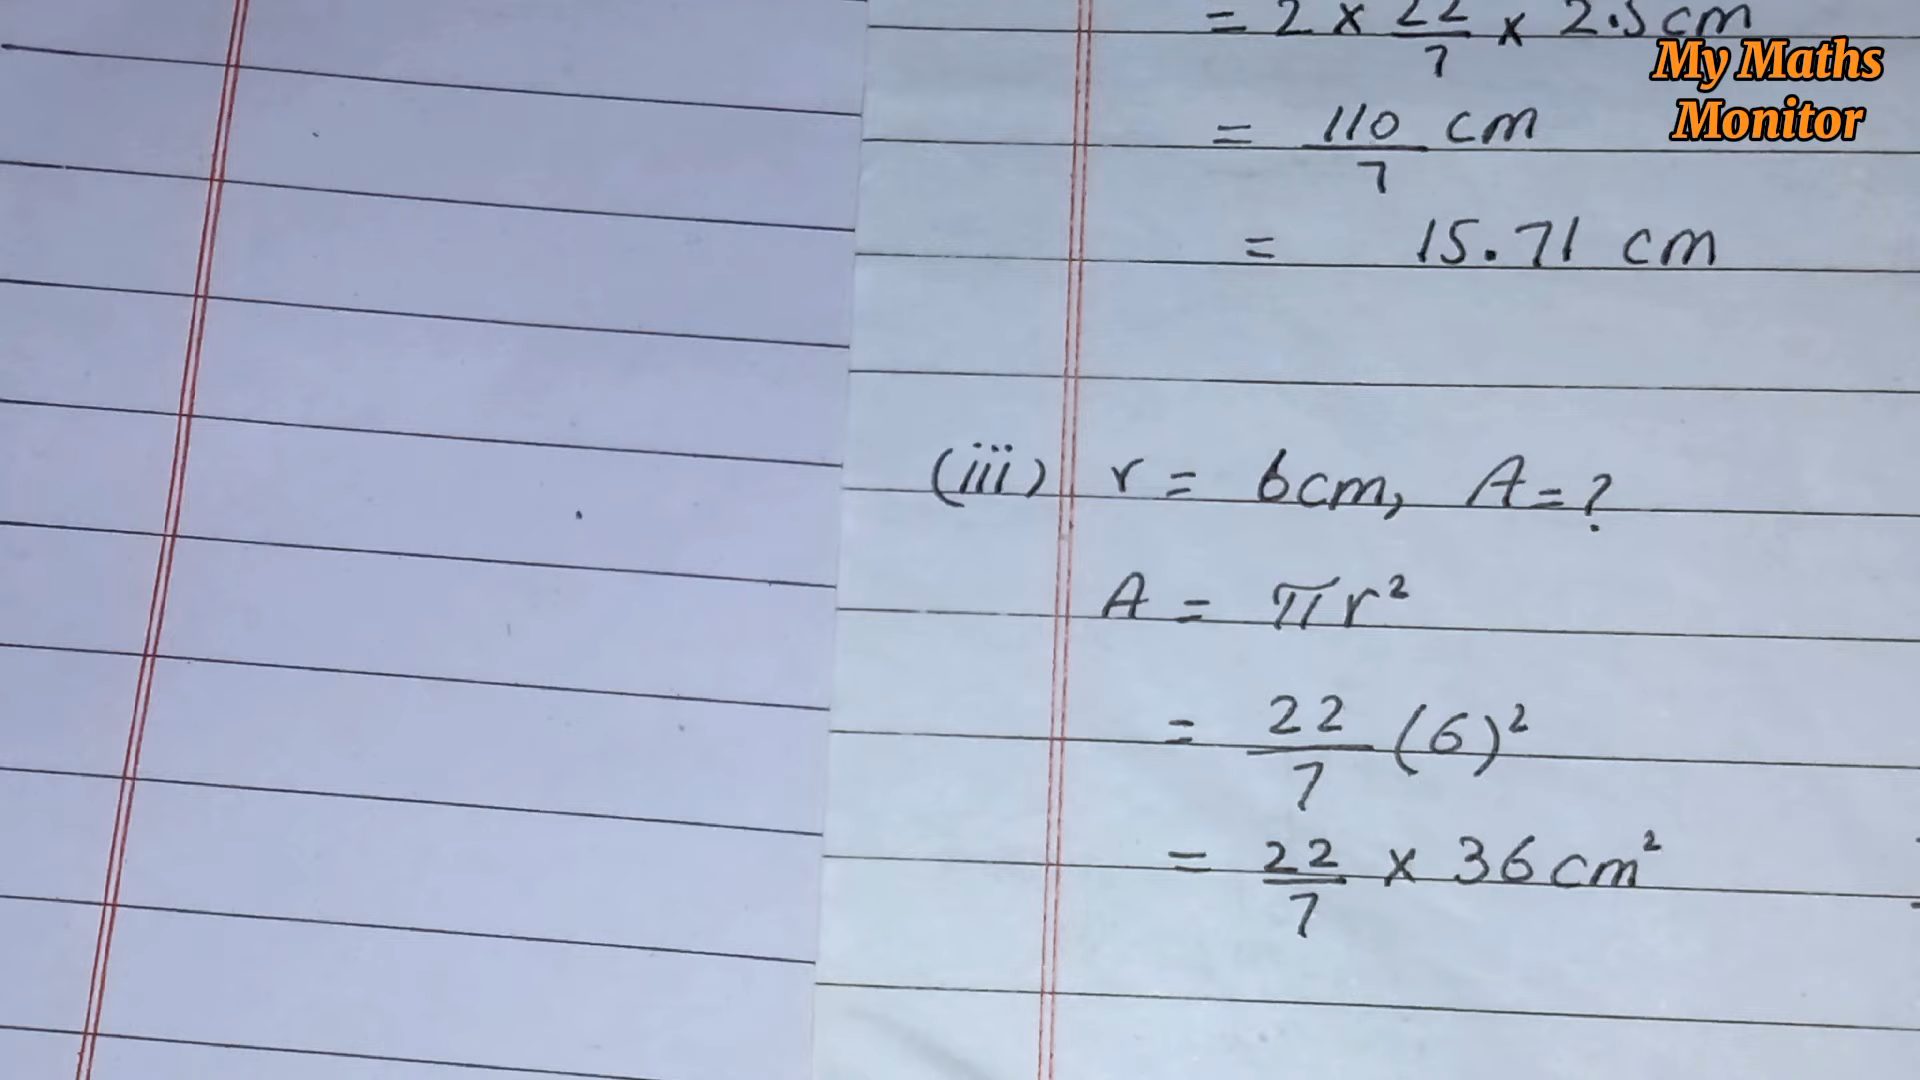 = 2 × 22/7 × 2.5 cm
My Maths
Monitor
= 110/7 cm
= 15.71 cm
(iii) r = 6cm, A = ?
A = πr²
= 22/7 (6)²
= 22/7 × 36 cm²